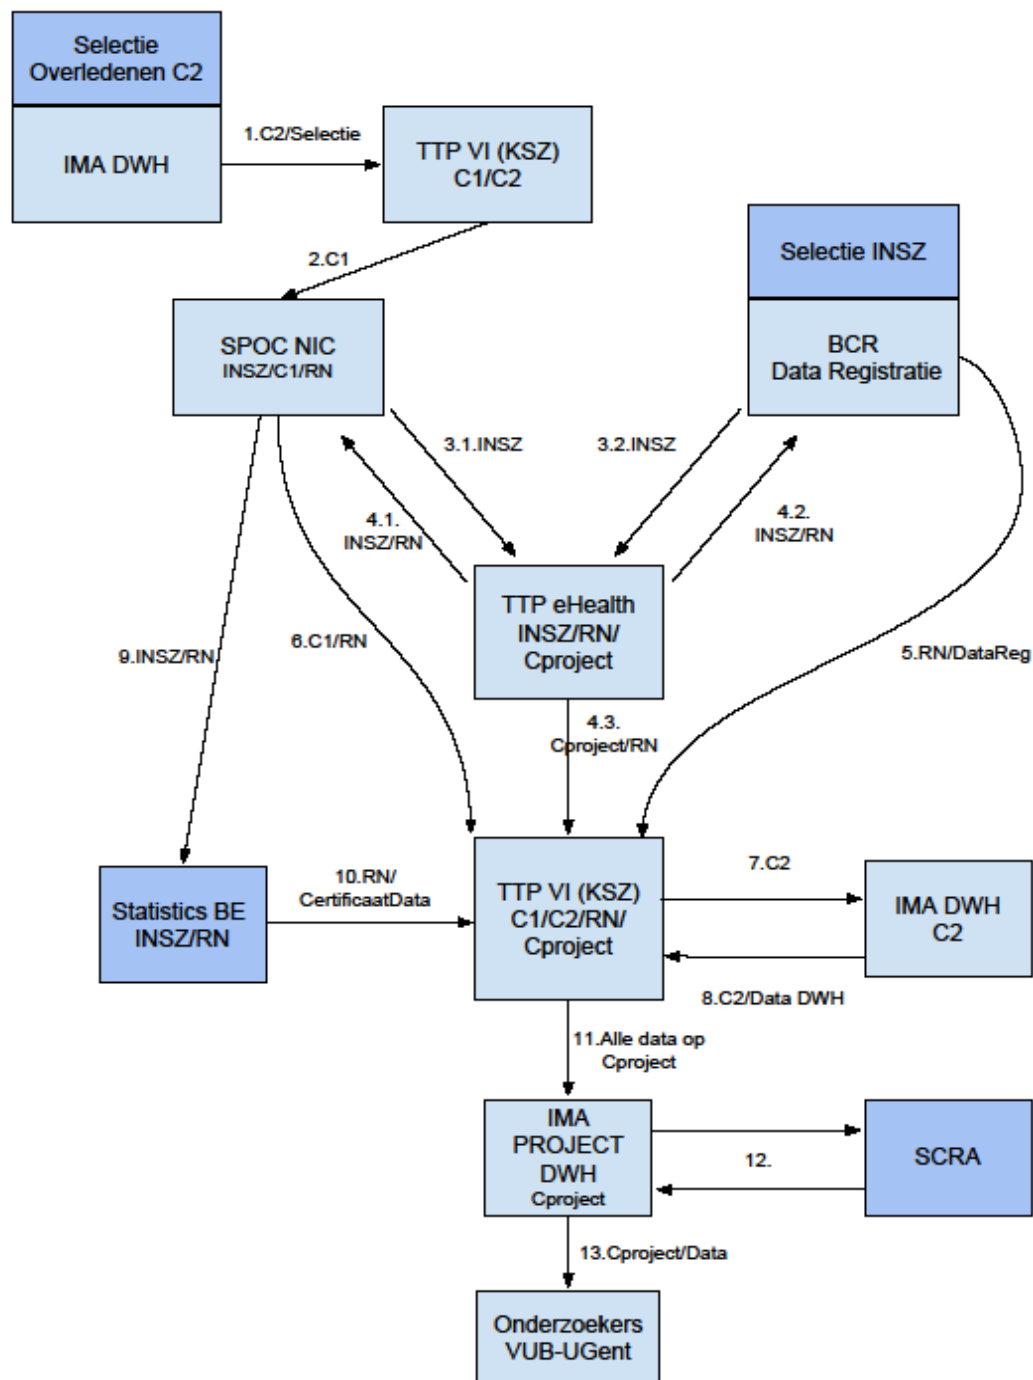 Selectie
Overledenen C2
IMA DWH
1.C2/Selectie
TTP VI (KSZ)
C1/C2
2.C1
Selectie INSZ
SPOC NIC
INSZ/C1/RN
BCR
Data Registratie
3.1.INSZ
3.2.INSZ
4.1.
INSZ/RN
4.2.
INSZ/RN
TTP eHealth
INSZ/RN/
Cproject
9.INSZ/RN
6.C1/RN
5.RN/DataReg
4.3.
Cproject/RN
Statistics BE
INSZ/RN
10.RN/
CertificaatData
TTP VI (KSZ)
C1/C2/RN/
Cproject
7.C2
IMA DWH
C2
8.C2/Data DWH
11.Alle data op
Cproject
IMA
PROJECT
DWH
Cproject
12.
SCRA
13.Cproject/Data
Onderzoekers
VUB-UGent